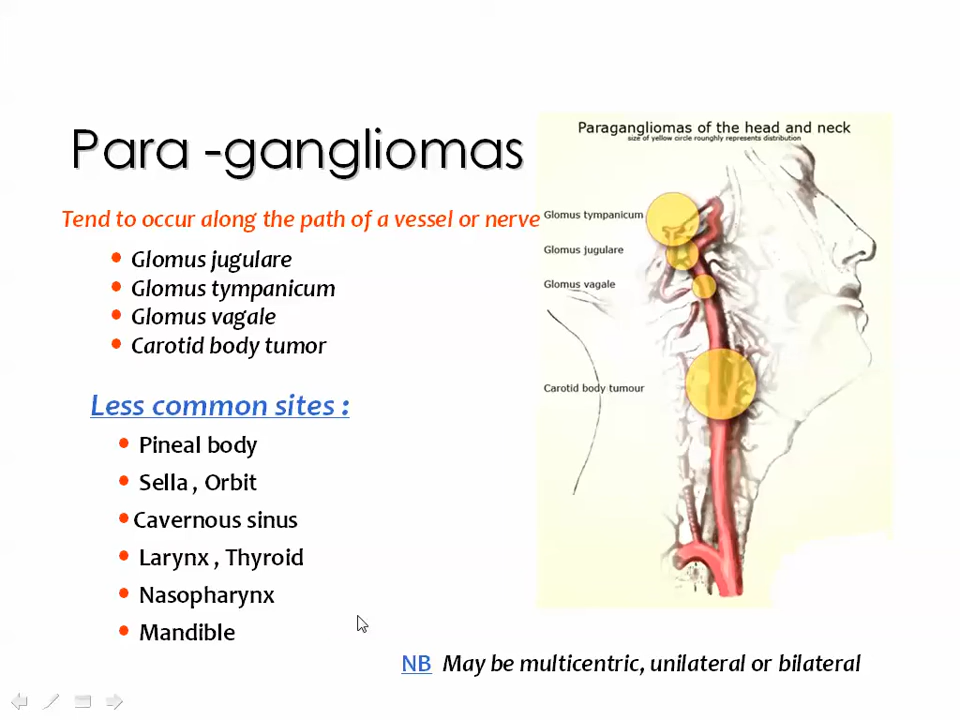 Para -gangliomas
Tend to occur along the path of a vessel or nerve
• Glomus jugulare
• Glomus tympanicum
• Glomus vagale
• Carotid body tumor
Less common sites :
• Pineal body
• Sella , Orbit
• Cavernous sinus
• Larynx , Thyroid
• Nasopharynx
• Mandible
Paragangliomas of the head and neck
size of yellow circle rounghly represents distribution
Glomus tympanicum
Glomus jugulare
Glomus vagale
Carotid body tumour
NB May be multicentric, unilateral or bilateral